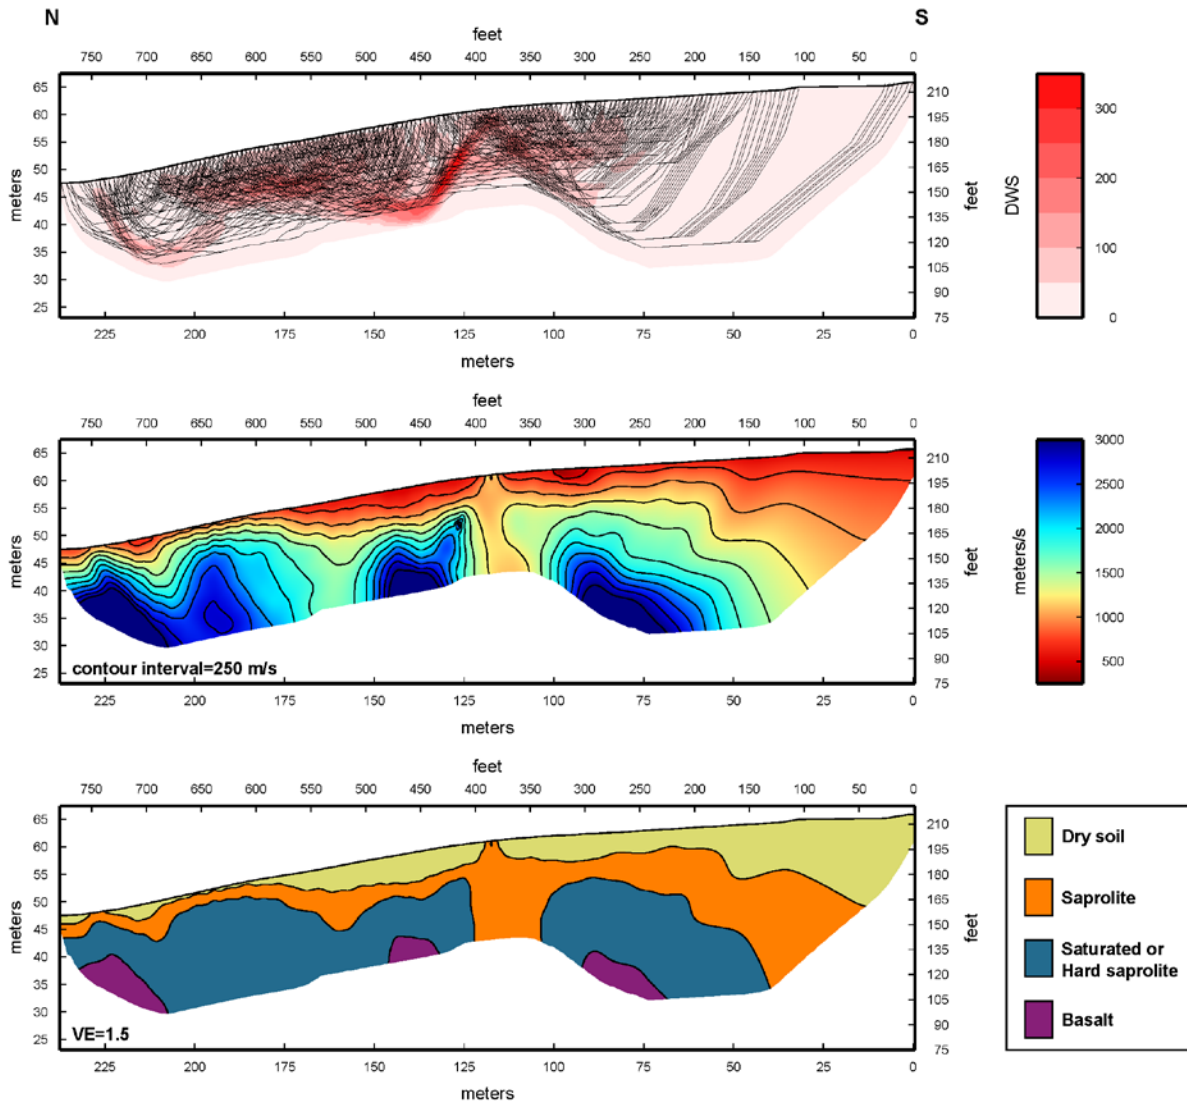 N
S
feet
750 700 650 600 550 500 450 400 350 300 250 200 150 100 50 0
65 60 55 50 45 40 35 30 25
meters
210 195 180 165 150 135 120 105 90 75
feet
225 200 175 150 125 100 75 50 25 0
meters
DWS
300
200
100
0
feet
750 700 650 600 550 500 450 400 350 300 250 200 150 100 50 0
65 60 55 50 45 40 35 30 25
meters
210 195 180 165 150 135 120 105 90 75
feet
contour interval=250 m/s
225 200 175 150 125 100 75 50 25 0
meters
meters/s
3000
2500
2000
1500
1000
500
feet
750 700 650 600 550 500 450 400 350 300 250 200 150 100 50 0
65 60 55 50 45 40 35 30 25
meters
210 195 180 165 150 135 120 105 90 75
feet
VE=1.5
225 200 175 150 125 100 75 50 25 0
meters
Dry soil
Saprolite
Saturated or
Hard saprolite
Basalt